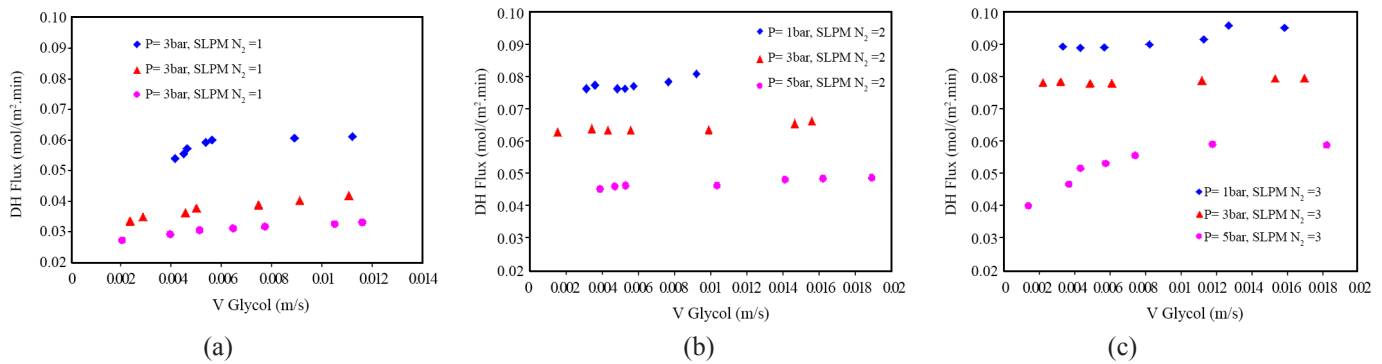 DH Flux (mol/(m².min)
0.10
0.09
0.08
0.07
0.06
0.05
0.04
0.03
0.02
P= 3bar, SLPM N₂ =1
P= 3bar, SLPM N₂ =1
P= 3bar, SLPM N₂ =1
0 0.002 0.004 0.006 0.008 0.01 0.012 0.014
V Glycol (m/s)
(a)
DH Flux (mol/(m².min)
0.10
0.09
0.08
0.07
0.06
0.05
0.04
0.03
0.02
P= 1bar, SLPM N₂ =2
P= 3bar, SLPM N₂ =2
P= 5bar, SLPM N₂ =2
0 0.002 0.004 0.006 0.008 0.01 0.012 0.014 0.016 0.018 0.02
V Glycol (m/s)
(b)
DH Flux (mol/(m².min)
0.10
0.09
0.08
0.07
0.06
0.05
0.04
0.03
0.02
P= 1bar, SLPM N₂ =3
P= 3bar, SLPM N₂ =3
P= 5bar, SLPM N₂ =3
0 0.002 0.004 0.006 0.008 0.01 0.012 0.014 0.016 0.018 0.02
V Glycol (m/s)
(c)